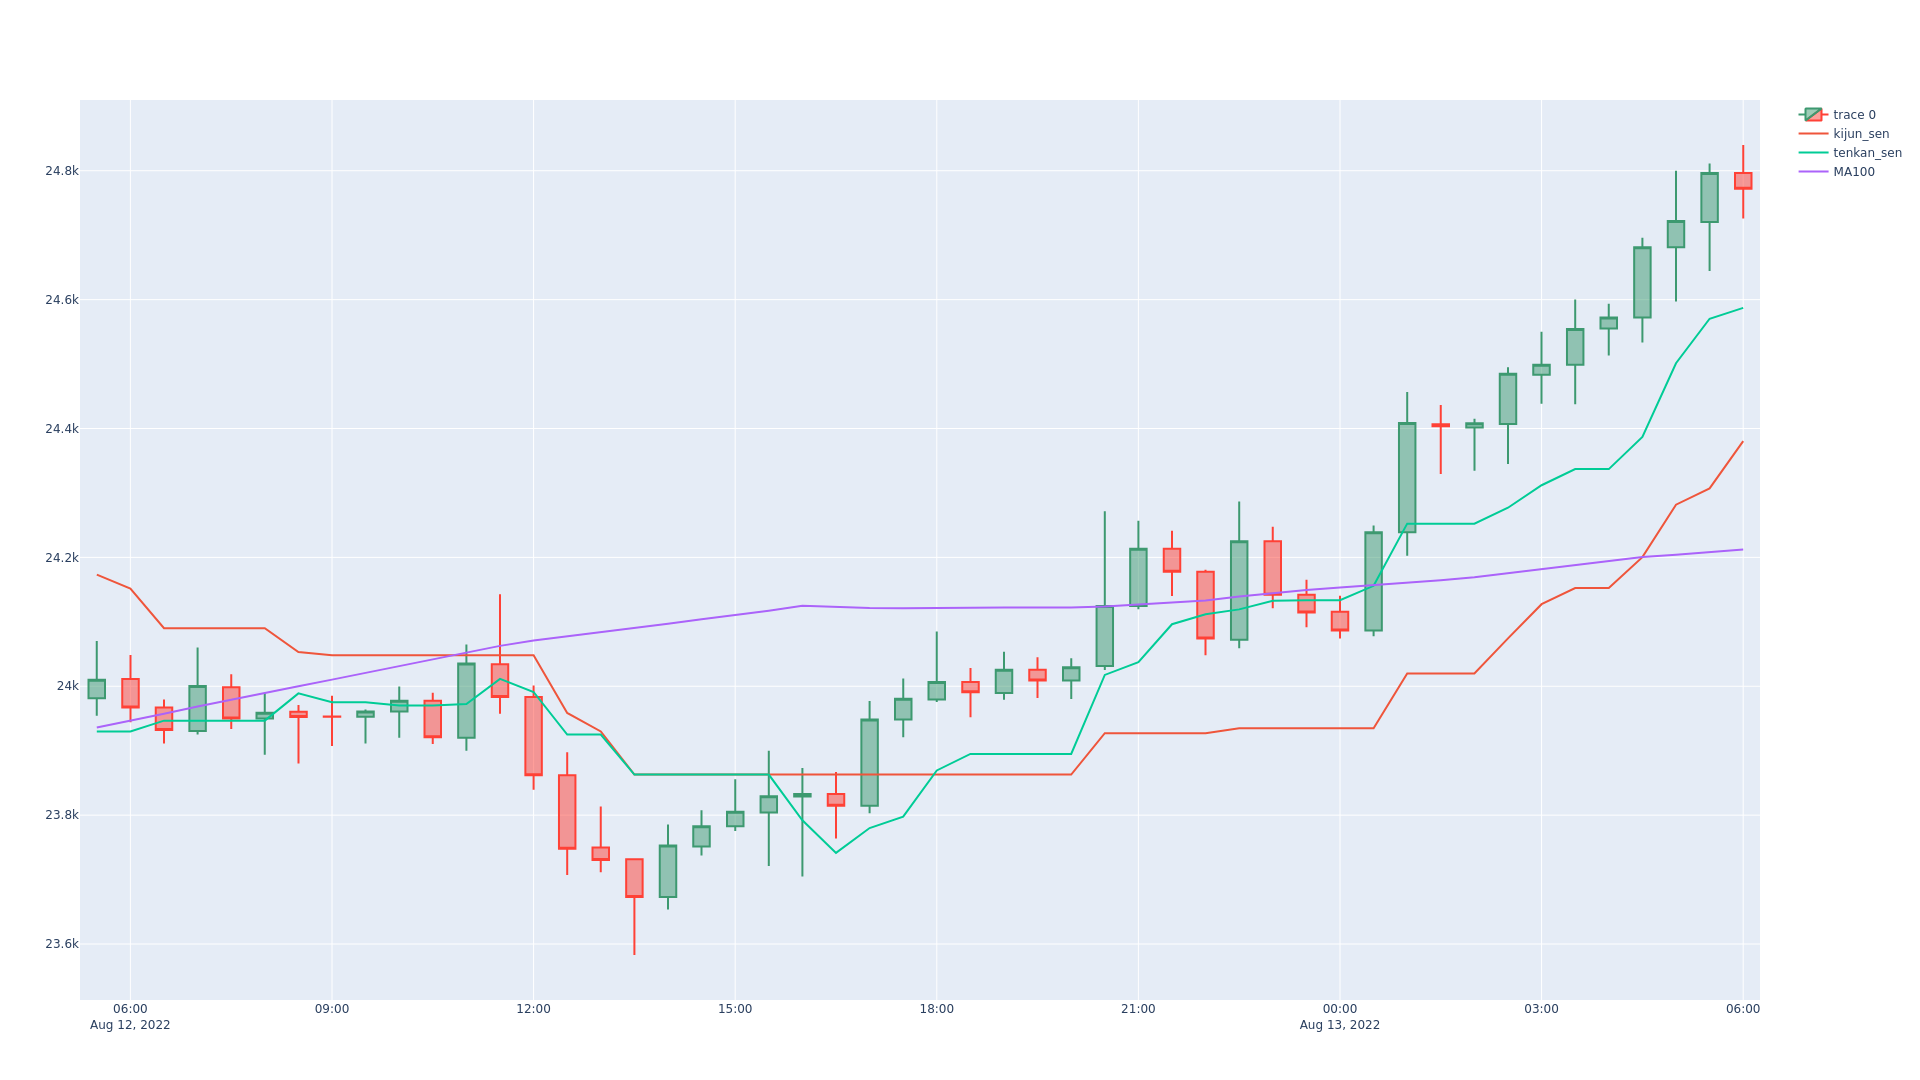 trace 0
kijun_sen
tenkan_sen
MA100
24.8k
24.6k
24.4k
24.2k
24k
23.8k
23.6k
06:00 09:00 12:00 15:00 18:00 21:00 00:00 03:00 06:00
Aug 12, 2022 Aug 13, 2022